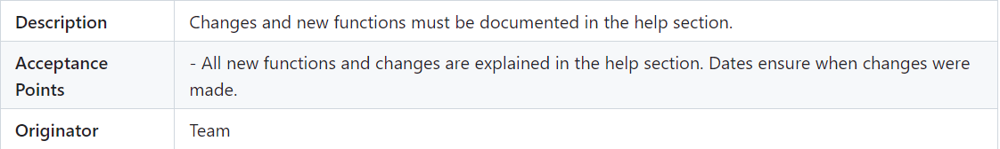 Description Changes and new functions must be documented in the help section.
Acceptance Points - All new functions and changes are explained in the help section. Dates ensure when changes were made.
Originator Team